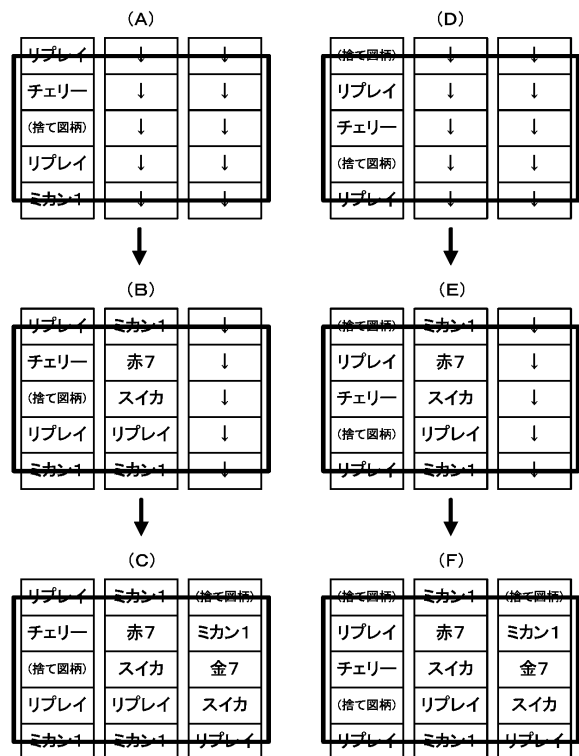 (A)
リプレイ ↓ ↓
チェリー ↓ ↓
(捨て図柄) ↓ ↓
リプレイ ↓ ↓
ミカン1 ↓ ↓
(B)
リプレイ ミカン1 ↓
チェリー 赤7 ↓
(捨て図柄) スイカ ↓
リプレイ リプレイ ↓
ミカン1 ミカン1 ↓
(C)
リプレイ ミカン1 (捨て図柄)
チェリー 赤7 ミカン1
(捨て図柄) スイカ 金7
リプレイ リプレイ スイカ
ミカン1 ミカン1 リプレイ
(D)
(捨て図柄) ↓ ↓
リプレイ ↓ ↓
チェリー ↓ ↓
(捨て図柄) ↓ ↓
リプレイ ↓ ↓
(E)
(捨て図柄) ミカン1 ↓
リプレイ 赤7 ↓
チェリー スイカ ↓
(捨て図柄) リプレイ ↓
リプレイ ミカン1 ↓
(F)
(捨て図柄) ミカン1 (捨て図柄)
リプレイ 赤7 ミカン1
チェリー スイカ 金7
(捨て図柄) リプレイ スイカ
リプレイ ミカン1 リプレイ